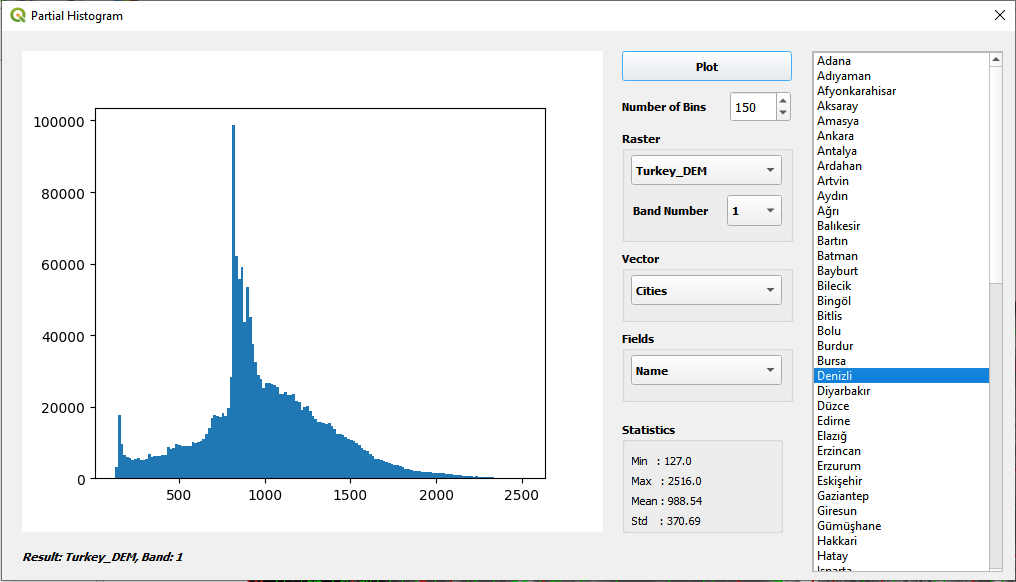 Partial Histogram
100000
80000
60000
40000
20000
0
500
1000
1500
2000
2500
Result: Turkey_DEM, Band: 1
Plot
Number of Bins 150
Raster
Turkey_DEM
Band Number 1
Vector
Cities
Fields
Name
Statistics
Min : 127.0
Max : 2516.0
Mean : 988.54
Std : 370.69
Adana
Adıyaman
Afyonkarahisar
Aksaray
Amasya
Ankara
Antalya
Ardahan
Artvin
Aydın
Ağrı
Balıkesir
Bartın
Batman
Bayburt
Bilecik
Bingöl
Bitlis
Bolu
Burdur
Bursa
Denizli
Diyarbakır
Düzce
Edirne
Elazığ
Erzincan
Erzurum
Eskişehir
Gaziantep
Giresun
Gümüşhane
Hakkari
Hatay
Isparta